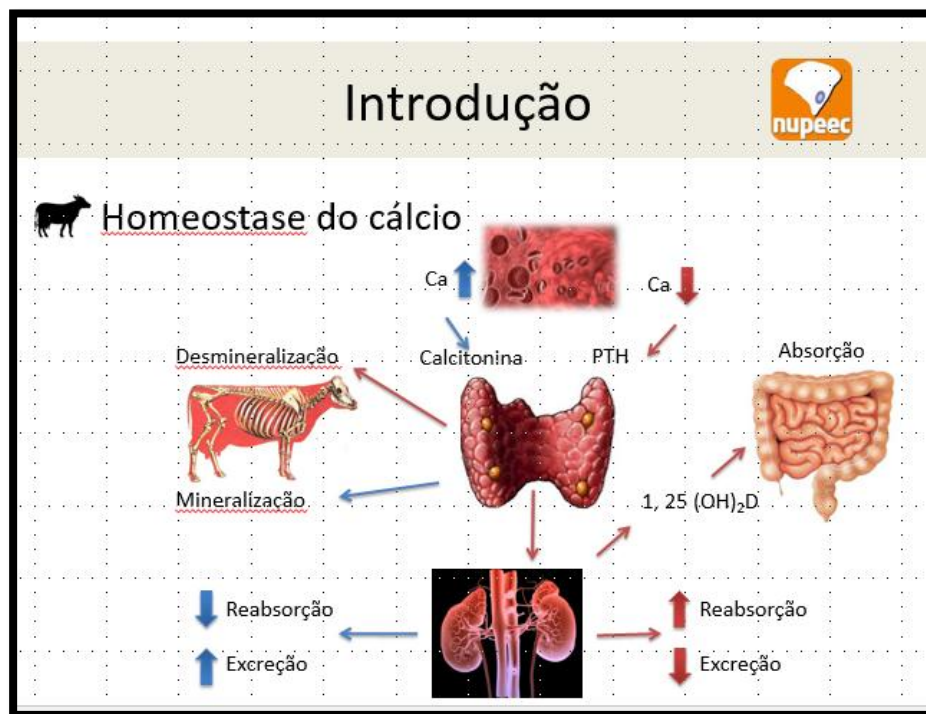 Introdução
nupeec
Homeostase do cálcio
Ca
Ca
Desmineralização
Calcitonina
PTH
Absorção
Mineralização
1, 25 (OH)₂D
Reabsorção
Reabsorção
Excreção
Excreção